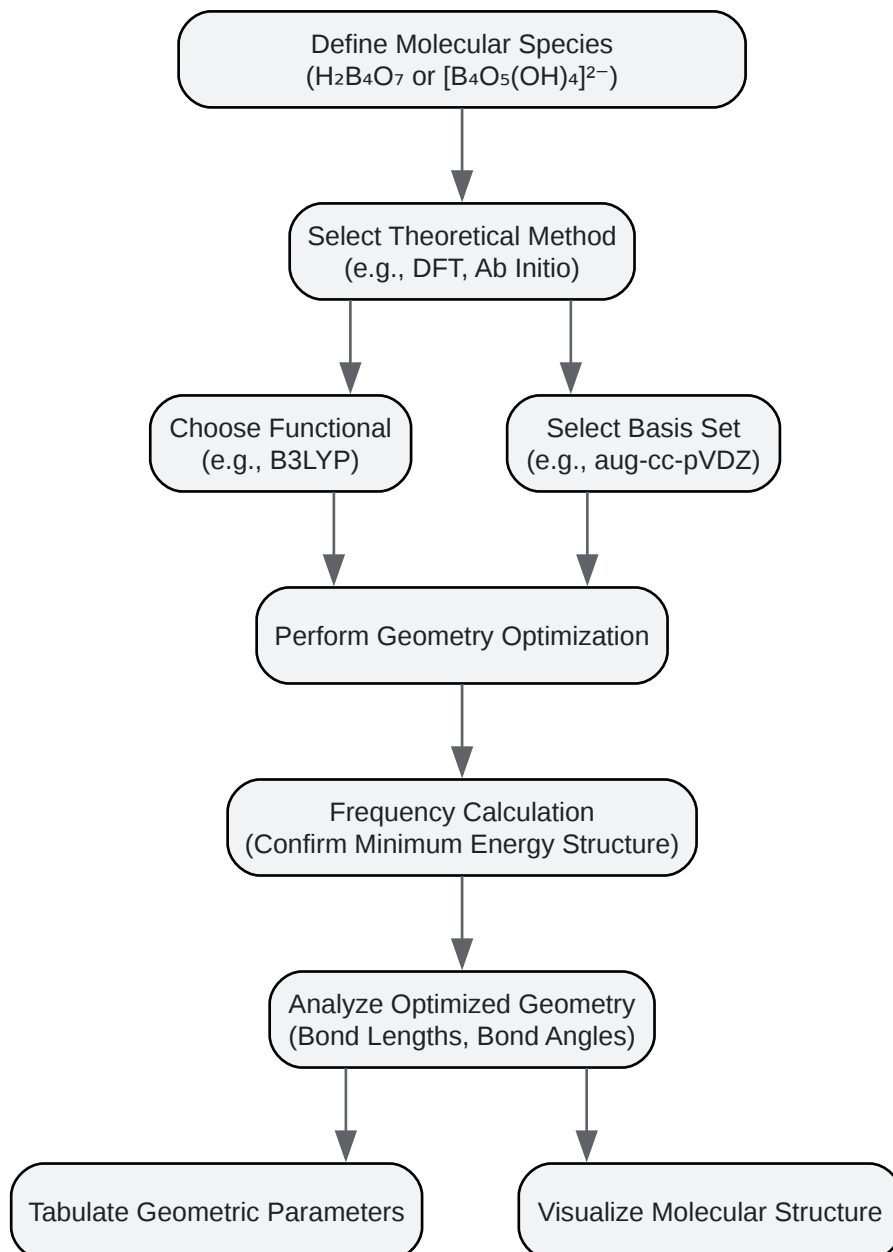 Define Molecular Species
(H₂B₄O₇ or [B₄O₅(OH)₄]²⁻)
Select Theoretical Method
(e.g., DFT, Ab Initio)
Choose Functional
(e.g., B3LYP)
Select Basis Set
(e.g., aug-cc-pVDZ)
Perform Geometry Optimization
Frequency Calculation
(Confirm Minimum Energy Structure)
Analyze Optimized Geometry
(Bond Lengths, Bond Angles)
Tabulate Geometric Parameters
Visualize Molecular Structure